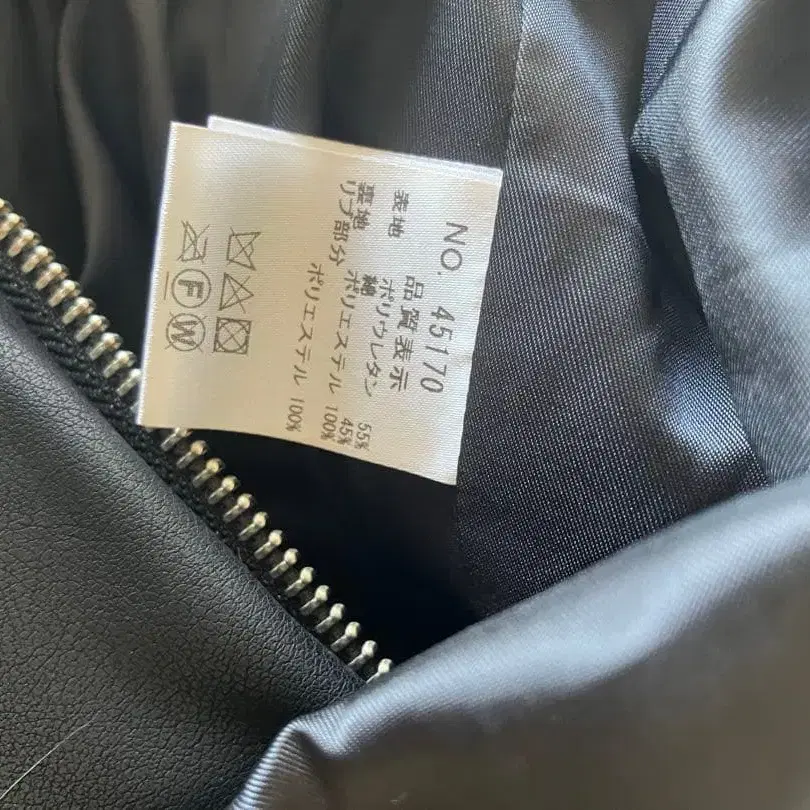 NO. 45170
品質表示
表地 ポリウレタン 55%
綿 45%
裏地 ポリエステル 100%
リブ部分 ポリエステル 100%
F W